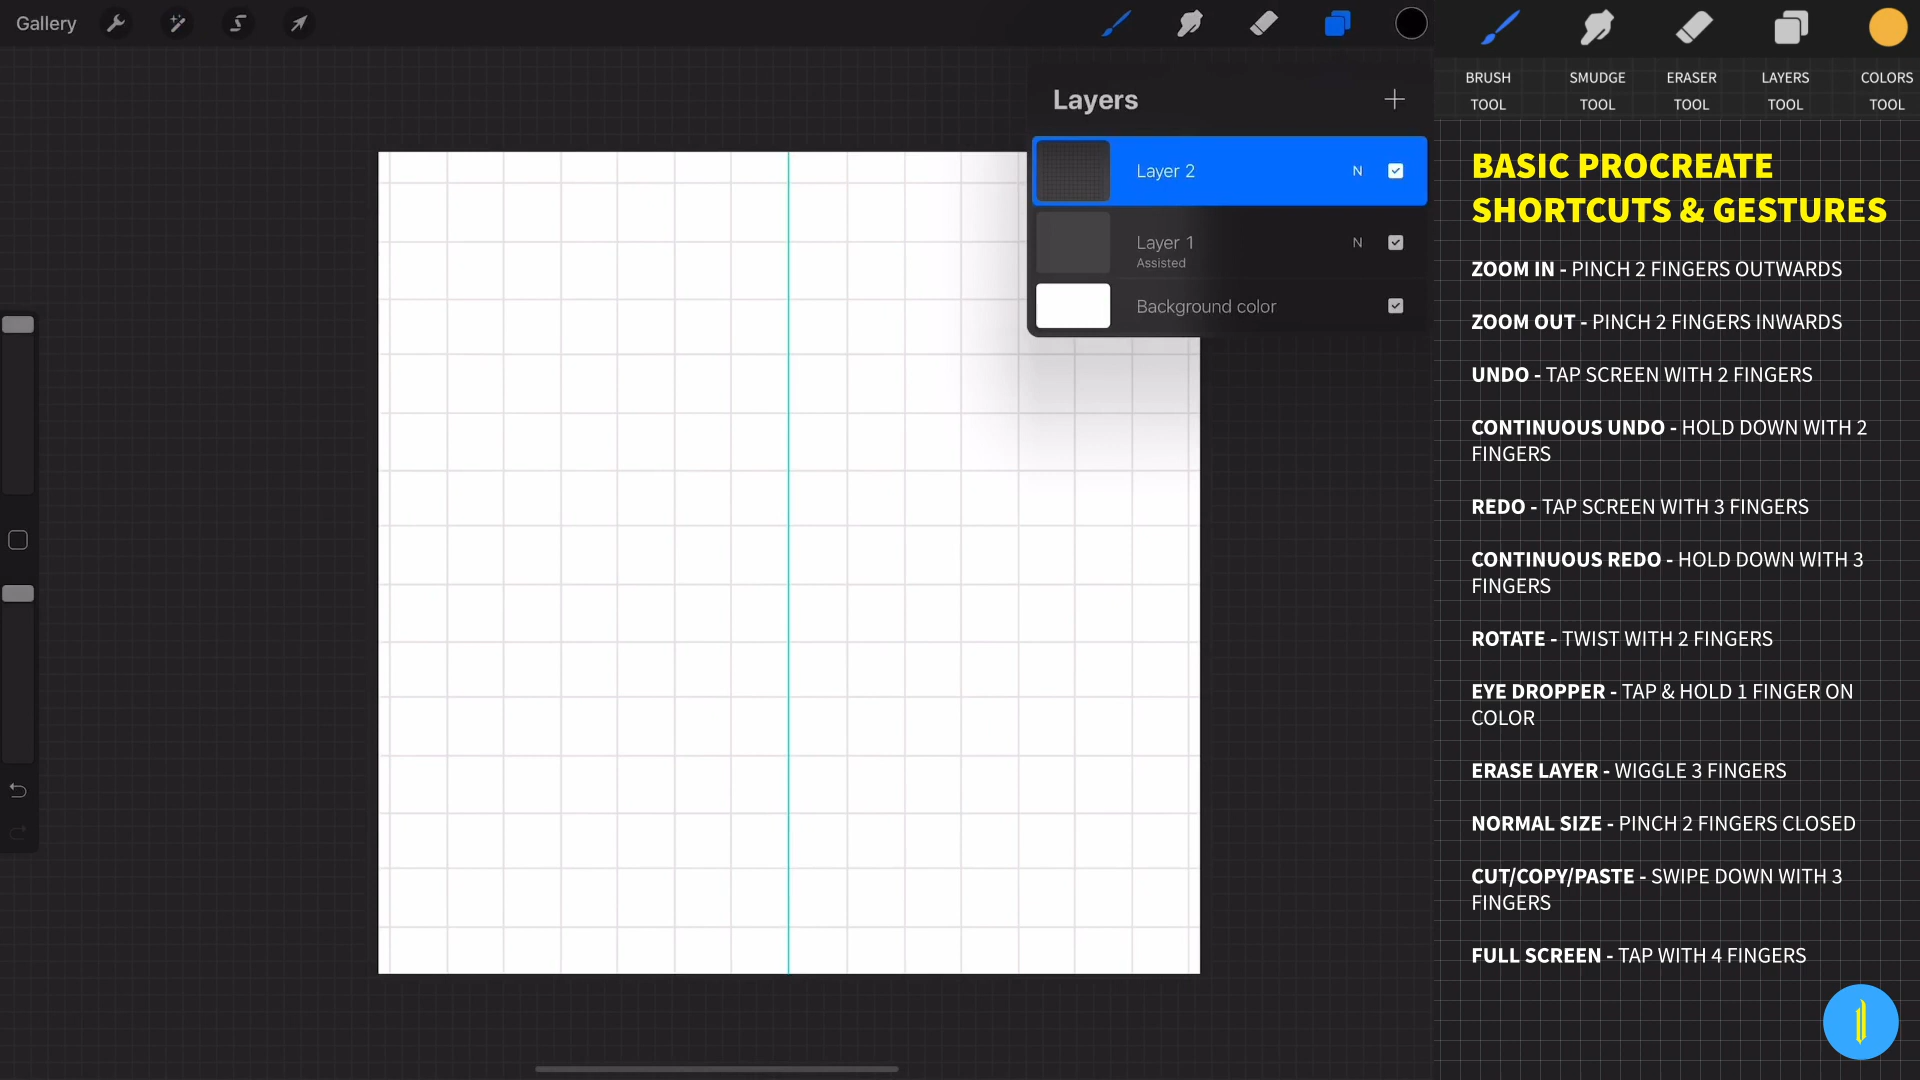 Gallery
Layers
Layer 2 N
Layer 1 N
Assisted
Background color
BRUSH TOOL
SMUDGE TOOL
ERASER TOOL
LAYERS TOOL
COLORS TOOL
BASIC PROCREATE
SHORTCUTS & GESTURES
ZOOM IN - PINCH 2 FINGERS OUTWARDS
ZOOM OUT - PINCH 2 FINGERS INWARDS
UNDO - TAP SCREEN WITH 2 FINGERS
CONTINUOUS UNDO - HOLD DOWN WITH 2
FINGERS
REDO - TAP SCREEN WITH 3 FINGERS
CONTINUOUS REDO - HOLD DOWN WITH 3
FINGERS
ROTATE - TWIST WITH 2 FINGERS
EYE DROPPER - TAP & HOLD 1 FINGER ON
COLOR
ERASE LAYER - WIGGLE 3 FINGERS
NORMAL SIZE - PINCH 2 FINGERS CLOSED
CUT/COPY/PASTE - SWIPE DOWN WITH 3
FINGERS
FULL SCREEN - TAP WITH 4 FINGERS